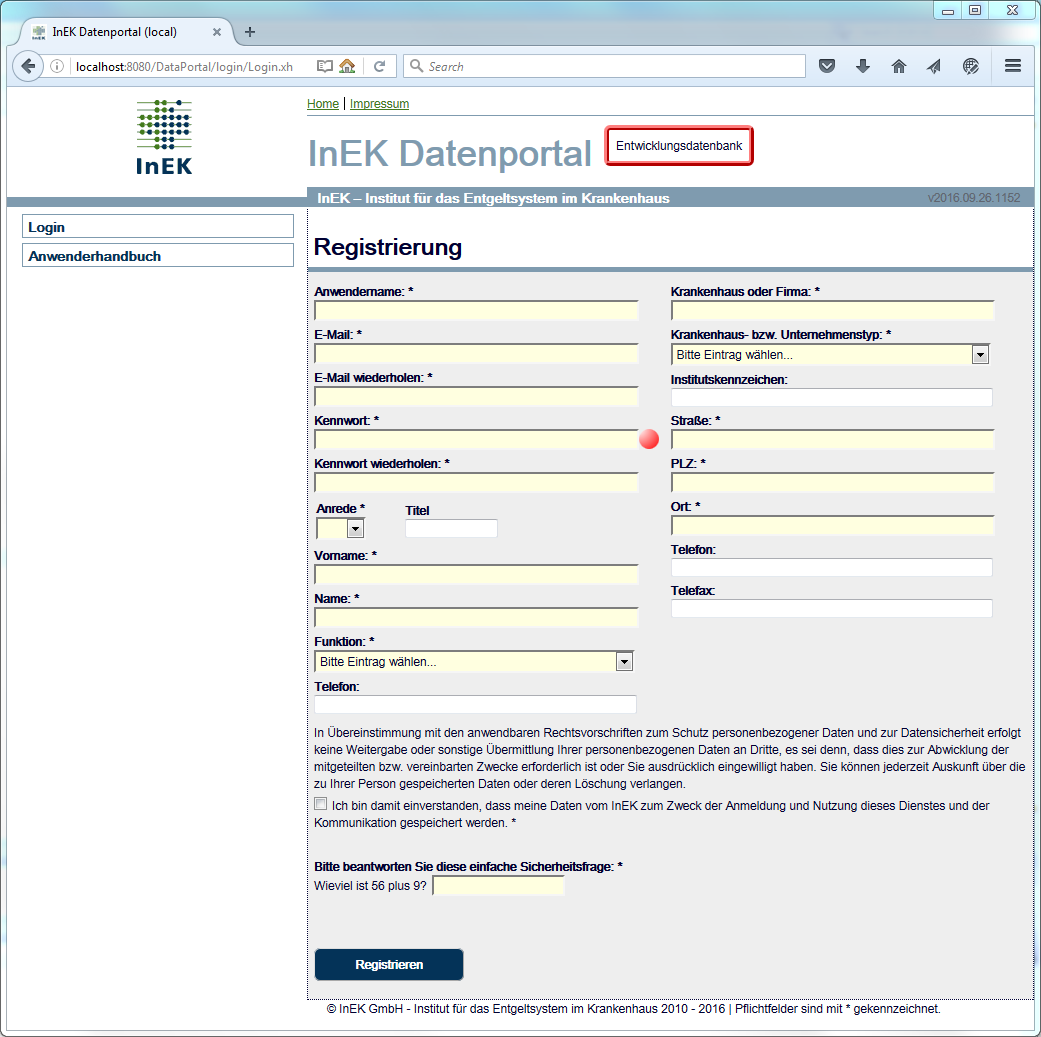 InEK Datenportal (local)
localhost:8080/DataPortal/login/Login.xh
Search
InEK
Home | Impressum
InEK Datenportal
Entwicklungsdatenbank
InEK – Institut für das Entgeltsystem im Krankenhaus
v2016.09.26.1152
Login
Anwenderhandbuch
Registrierung
Anwendername: *
E-Mail: *
E-Mail wiederholen: *
Kennwort: *
Kennwort wiederholen: *
Anrede * Titel
Vorname: *
Name: *
Funktion: *
Bitte Eintrag wählen...
Telefon:
Krankenhaus oder Firma: *
Krankenhaus- bzw. Unternehmenstyp: *
Bitte Eintrag wählen...
Institutskennzeichen:
Straße: *
PLZ: *
Ort: *
Telefon:
Telefax:
In Übereinstimmung mit den anwendbaren Rechtsvorschriften zum Schutz personenbezogener Daten und zur Datensicherheit erfolgt
keine Weitergabe oder sonstige Übermittlung Ihrer personenbezogenen Daten an Dritte, es sei denn, dass dies zur Abwicklung der
mitgeteilten bzw. vereinbarten Zwecke erforderlich ist oder Sie ausdrücklich eingewilligt haben. Sie können jederzeit Auskunft über die
zu Ihrer Person gespeicherten Daten oder deren Löschung verlangen.
Ich bin damit einverstanden, dass meine Daten vom InEK zum Zweck der Anmeldung und Nutzung dieses Dienstes und der
Kommunikation gespeichert werden. *
Bitte beantworten Sie diese einfache Sicherheitsfrage: *
Wieviel ist 56 plus 9?
Registrieren
© InEK GmbH - Institut für das Entgeltsystem im Krankenhaus 2010 - 2016 | Pflichtfelder sind mit * gekennzeichnet.